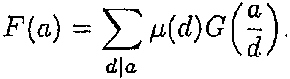 F(a) = \sum_{d|a} \mu(d) G\left(\frac{a}{d}\right).